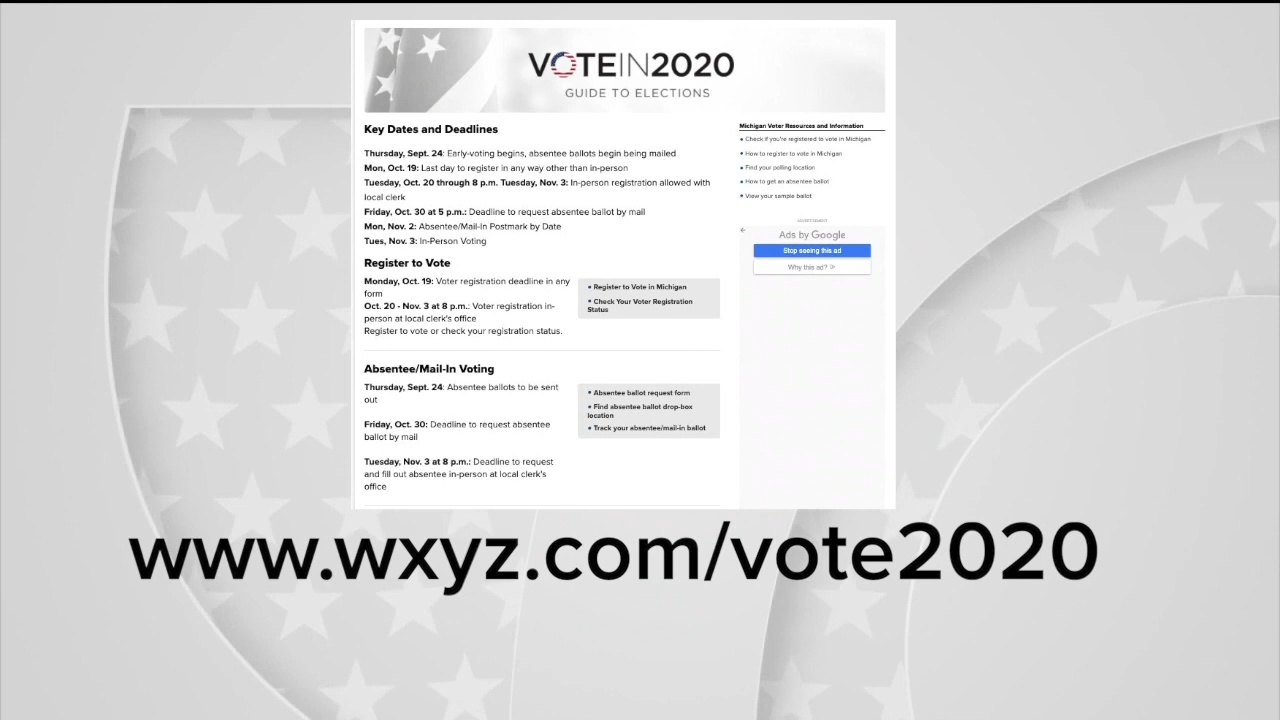 VOTEIN2020
GUIDE TO ELECTIONS
Key Dates and Deadlines
Thursday, Sept. 24: Early-voting begins, absentee ballots begin being mailed
Mon, Oct. 19: Last day to register in any way other than in-person
Tuesday, Oct. 20 through 8 p.m. Tuesday, Nov. 3: In-person registration allowed with
local clerk
Friday, Oct. 30 at 5 p.m.: Deadline to request absentee ballot by mail
Mon, Nov. 2: Absentee/Mail-In Postmark by Date
Tues, Nov. 3: In-Person Voting
Register to Vote
Monday, Oct. 19: Voter registration deadline in any
form
Oct. 20 - Nov. 3 at 8 p.m.: Voter registration in-
person at local clerk's office
Register to vote or check your registration status.
• Register to Vote in Michigan
• Check Your Voter Registration
Status
Absentee/Mail-In Voting
Thursday, Sept. 24: Absentee ballots to be sent
out
Friday, Oct. 30: Deadline to request absentee
ballot by mail
Tuesday, Nov. 3 at 8 p.m.: Deadline to request
and fill out absentee in-person at local clerk's
office
• Absentee ballot request form
• Find absentee ballot drop-box
location
• Track your absentee/mail-in ballot
Michigan Voter Resources and Information
• Check if you're registered to vote in Michigan
• How to register to vote in Michigan
• Find your polling location
• How to get an absentee ballot
• View your sample ballot
ADVERTISEMENT
Ads by Google
Stop seeing this ad
Why this ad?
www.wxyz.com/vote2020